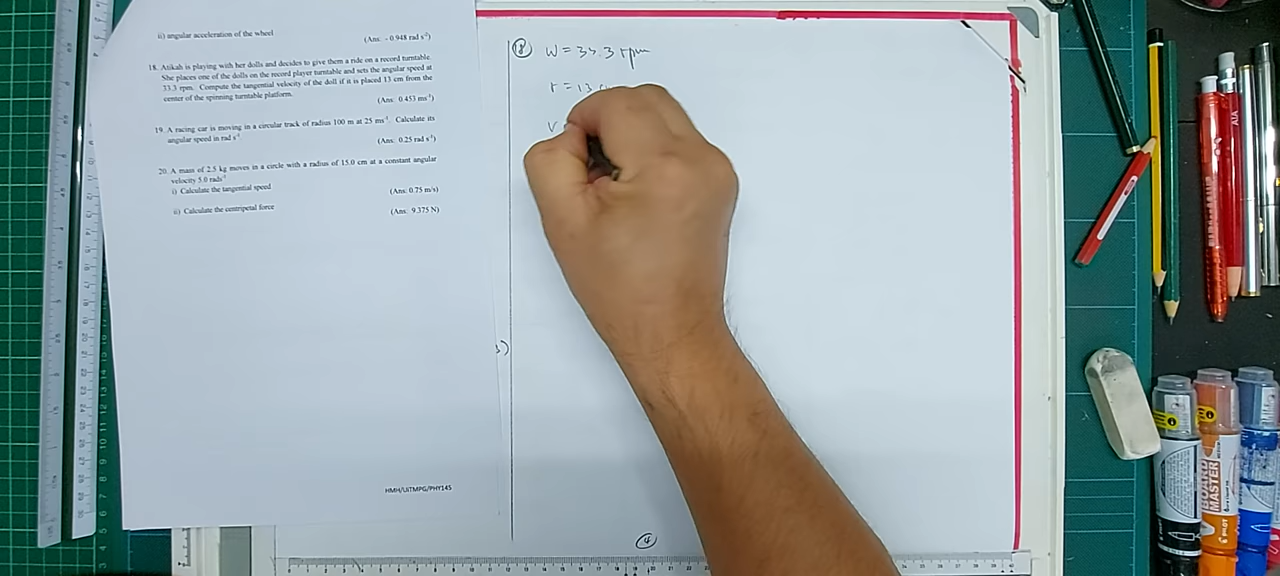 ii) angular acceleration of the wheel
(Ans: - 0.948 rad s⁻²)
18. Atikah is playing with her dolls and decides to give them a ride on a record turntable.
She places one of the dolls on the record player turntable and sets the angular speed at
33.3 rpm. Compute the tangential velocity of the doll if it is placed 13 cm from the
center of the spinning turntable platform.
(Ans: 0.453 ms⁻¹)
19. A racing car is moving in a circular track of radius 100 m at 25 ms⁻¹. Calculate its
angular speed in rad s⁻¹
(Ans: 0.25 rad s⁻¹)
20. A mass of 2.5 kg moves in a circle with a radius of 15.0 cm at a constant angular
velocity 5.0 rads⁻¹
i) Calculate the tangential speed
(Ans: 0.75 m/s)
ii) Calculate the centripetal force
(Ans: 9.375 N)
HMH/UiTMPG/PHY145
18 W = 33.3 rpm
r = 13
V
4
BOARD
MASTER
PILOT